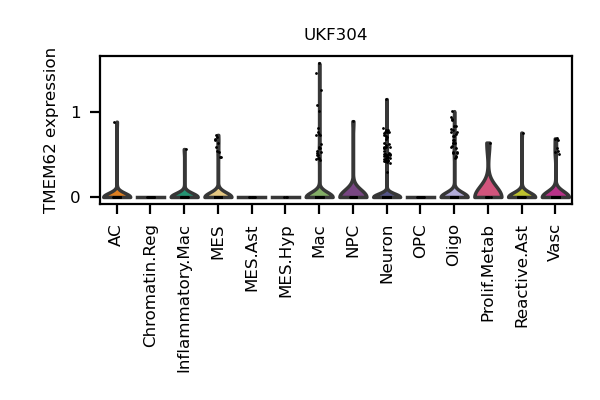 UKF304
TMEM62 expression
1
0
AC
Chromatin.Reg
Inflammatory.Mac
MES
MES.Ast
MES.Hyp
Mac
NPC
Neuron
OPC
Oligo
Prolif.Metab
Reactive.Ast
Vasc